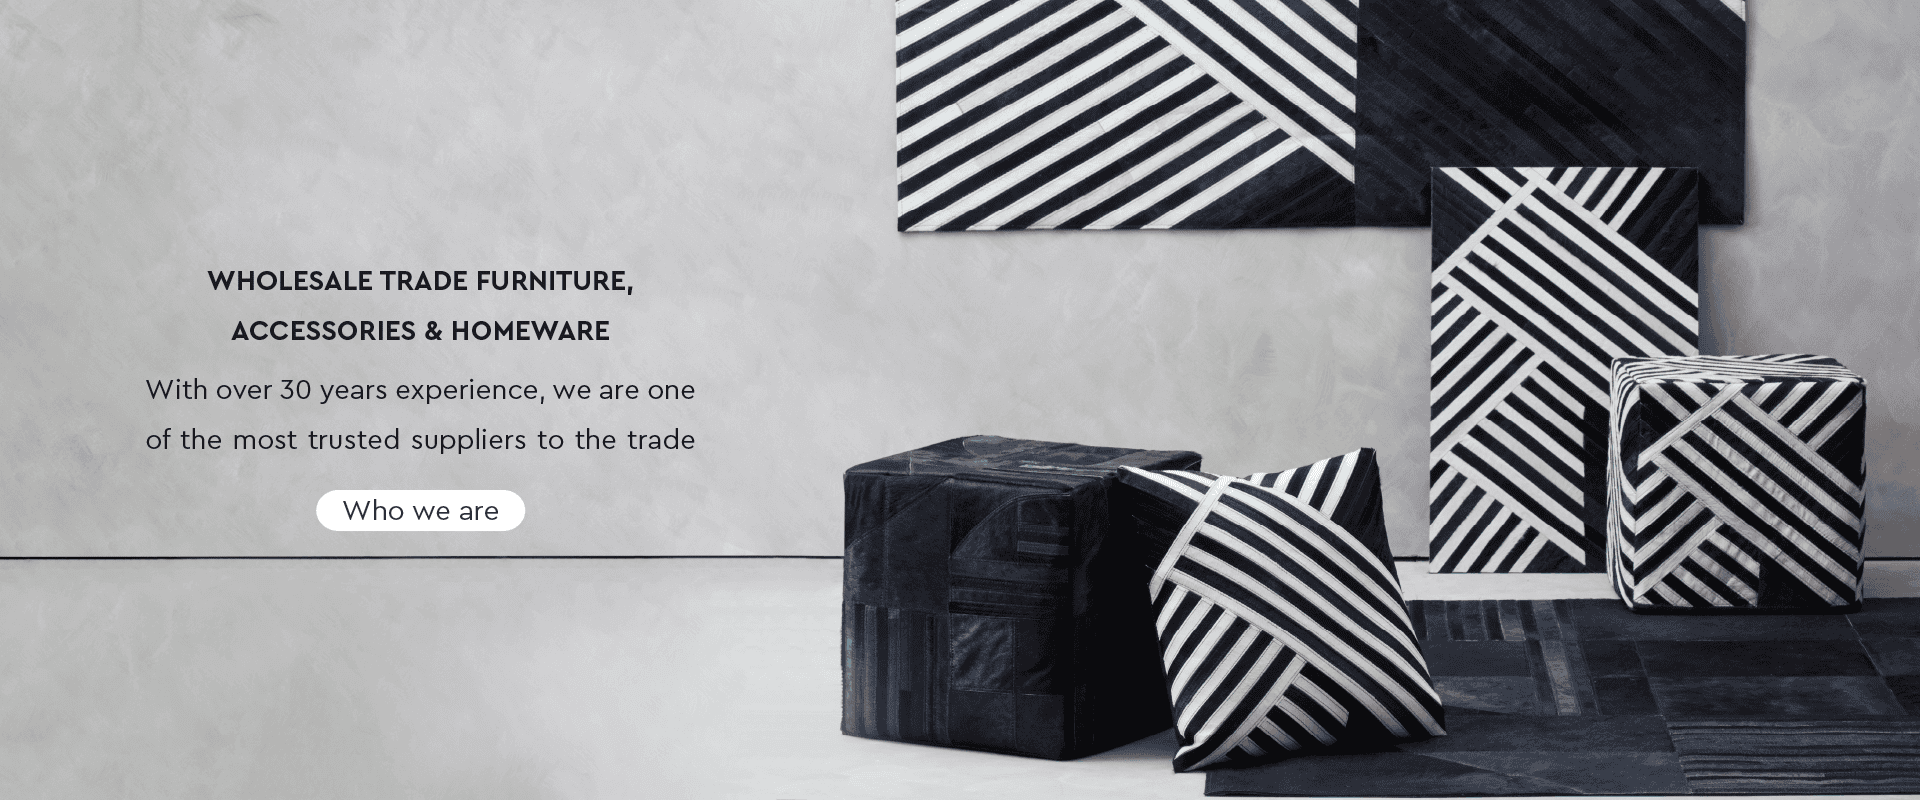 WHOLESALE TRADE FURNITURE,
ACCESSORIES & HOMEWARE
With over 30 years experience, we are one
of the most trusted suppliers to the trade
Who we are